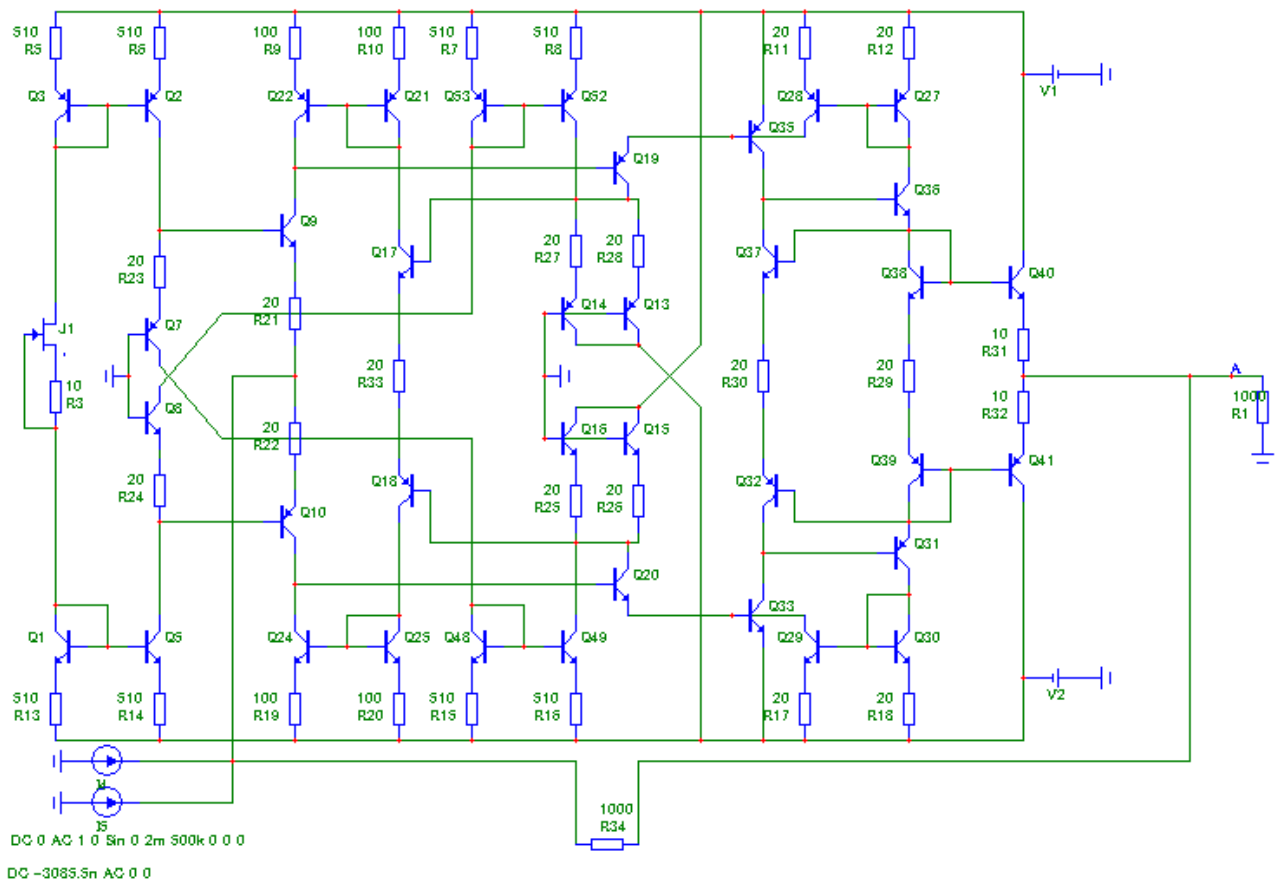 510
R5
510
R6
100
R9
100
R10
510
R7
510
R8
20
R11
20
R12
Q3
Q2
Q22
Q21
Q53
Q52
Q28
Q27
V1
Q35
Q19
Q36
Q9
Q17
Q37
Q38
Q40
20
R23
20
R27
20
R28
20
R21
Q7
Q14
Q13
J1
10
R3
20
R33
20
R30
20
R29
10
R31
A
1000
R1
10
R32
20
R22
Q16
Q15
Q39
Q41
20
R24
Q18
Q32
20
R25
20
R26
Q10
Q31
Q20
Q33
Q1
Q5
Q24
Q25
Q48
Q49
Q29
Q30
510
R13
510
R14
100
R19
100
R20
510
R15
510
R16
20
R17
20
R18
V2
I5
1000
R34
DC 0 AC 1 0 Sin 0 2m 500k 0 0 0
DC -3085.5n AC 0 0